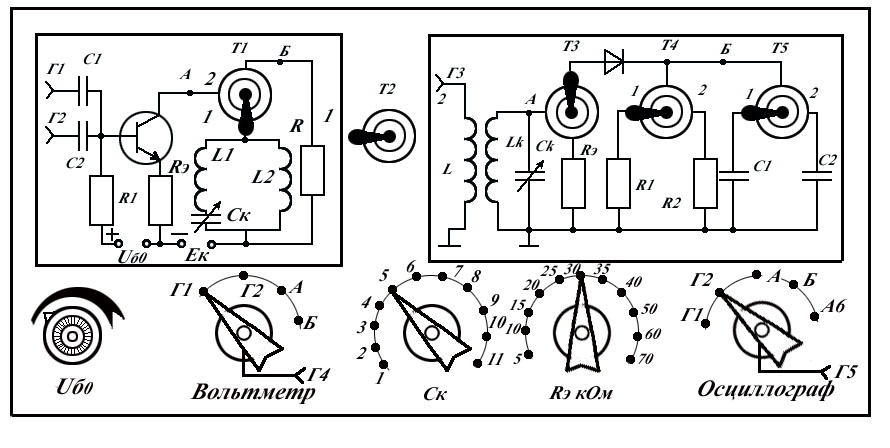 Г1 C1 А 2 T1 Б
Г2 1 R 1
C2 R1 Rэ L1 L2 Cк
+ Uб0 − Eк
T2
Г3 2 T3 T4 Б T5
А 1 2 1 2
L Lk Ck Rэ R1 R2 C1 C2
Uб0
Г1 Г2 А Б
Вольтметр Г4
1 2 3 4 5 6 7 8 9 10 11
Ск
5 10 15 20 25 30 35 40 50 60 70
Rэ кОм
Г1 Г2 А Б Аб
Осциллограф Г5